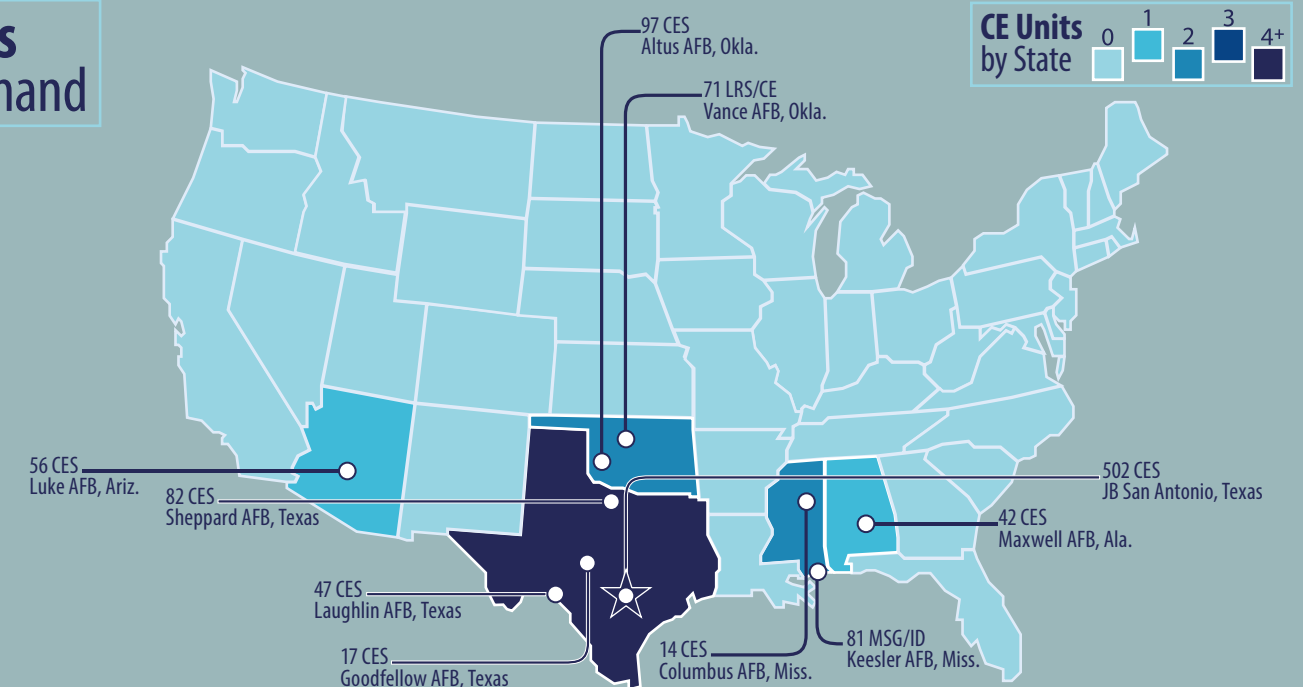 s
nand
CE Units
by State
0
1
2
3
4+
97 CES
Altus AFB, Okla.
71 LRS/CE
Vance AFB, Okla.
56 CES
Luke AFB, Ariz.
82 CES
Sheppard AFB, Texas
502 CES
JB San Antonio, Texas
42 CES
Maxwell AFB, Ala.
47 CES
Laughlin AFB, Texas
17 CES
Goodfellow AFB, Texas
14 CES
Columbus AFB, Miss.
81 MSG/ID
Keesler AFB, Miss.